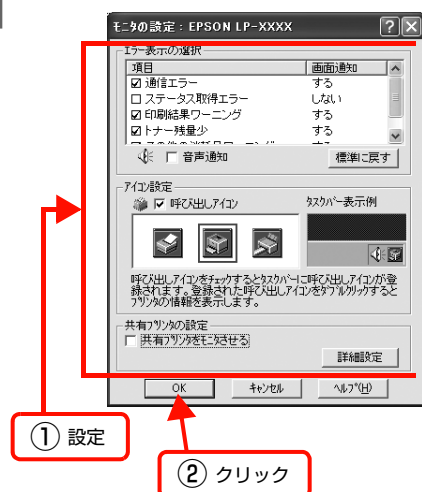 モニタの設定 : EPSON LP-XXXX
エラー表示の選択
項目 画面通知
通信エラー する
ステータス取得エラー しない
印刷結果ワーニング する
トナー残量少 する
音声通知 標準に戻す
アイコン設定
呼び出しアイコン タスクバー表示例
呼び出しアイコンをチェックするとタスクバーに呼び出しアイコンが登
録されます。登録された呼び出しアイコンをダブルクリックすると
プリンタの情報を表示します。
共有プリンタの設定
共有プリンタをモニタさせる
詳細設定
OK キャンセル ヘルプ(H)
① 設定
② クリック